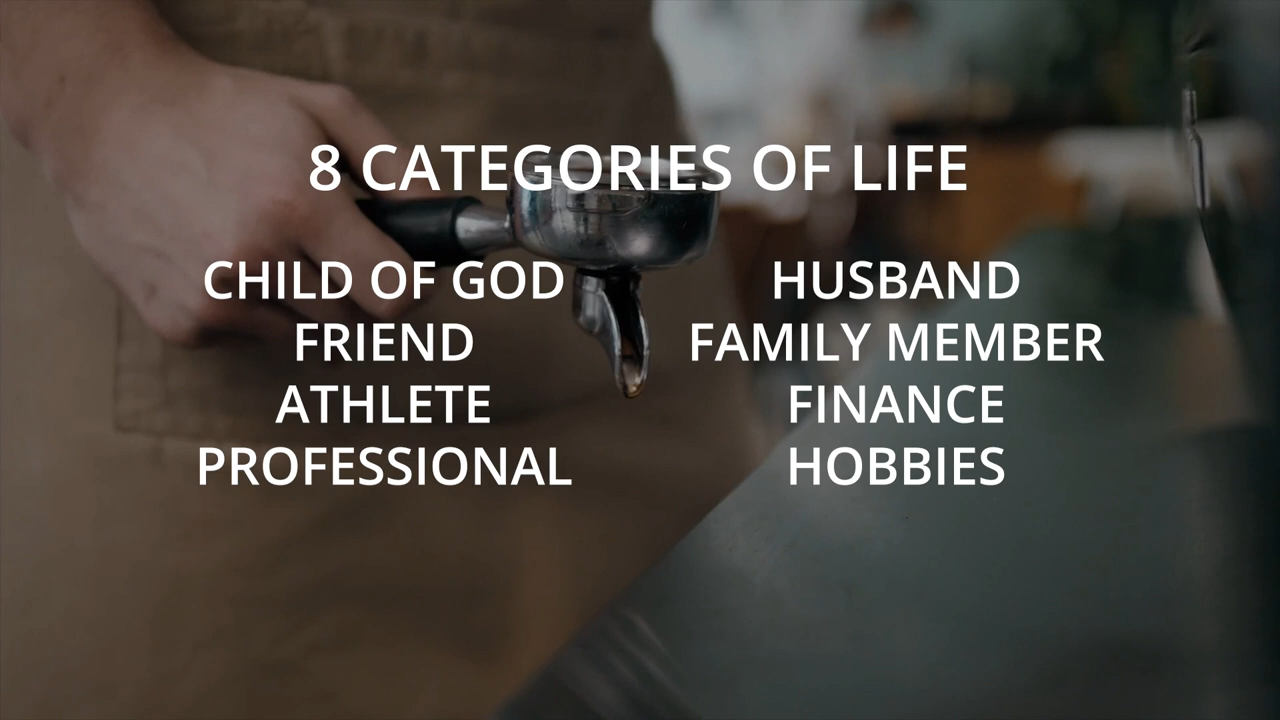 8 CATEGORIES OF LIFE
CHILD OF GOD
FRIEND
ATHLETE
PROFESSIONAL
HUSBAND
FAMILY MEMBER
FINANCE
HOBBIES